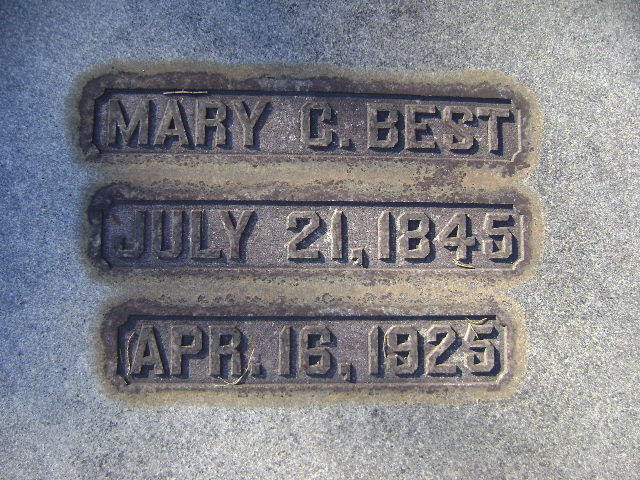 MARY C. BEST
JULY 21, 1845
APR. 16, 1925